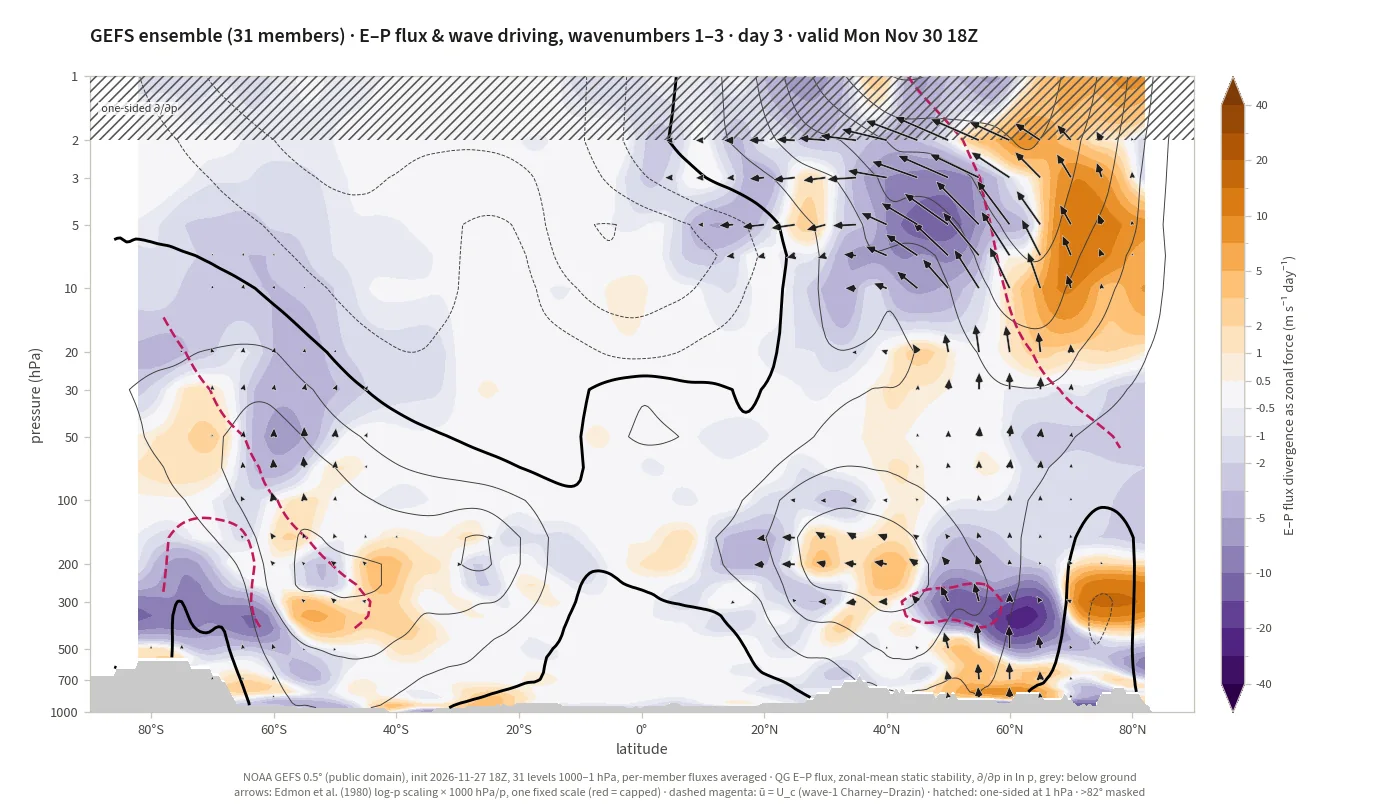 GEFS ensemble (31 members) · E–P flux & wave driving, wavenumbers 1–3 · day 3 · valid Mon Nov 30 18Z
one-sided ∂/∂p
1
2
3
5
10
20
30
50
100
200
300
500
700
1000
pressure (hPa)
80°S
60°S
40°S
20°S
0°
20°N
40°N
60°N
80°N
latitude
40
20
10
5
2
1
0.5
-0.5
-1
-2
-5
-10
-20
-40
E–P flux divergence as zonal force (m s⁻¹ day⁻¹)
NOAA GEFS 0.5° (public domain), init 2026-11-27 18Z, 31 levels 1000–1 hPa, per-member fluxes averaged · QG E–P flux, zonal-mean static stability, ∂/∂p in ln p, grey: below ground
arrows: Edmon et al. (1980) log-p scaling × 1000 hPa/p, one fixed scale (red = capped) · dashed magenta: ū = U_c (wave-1 Charney–Drazin) · hatched: one-sided at 1 hPa · >82° masked